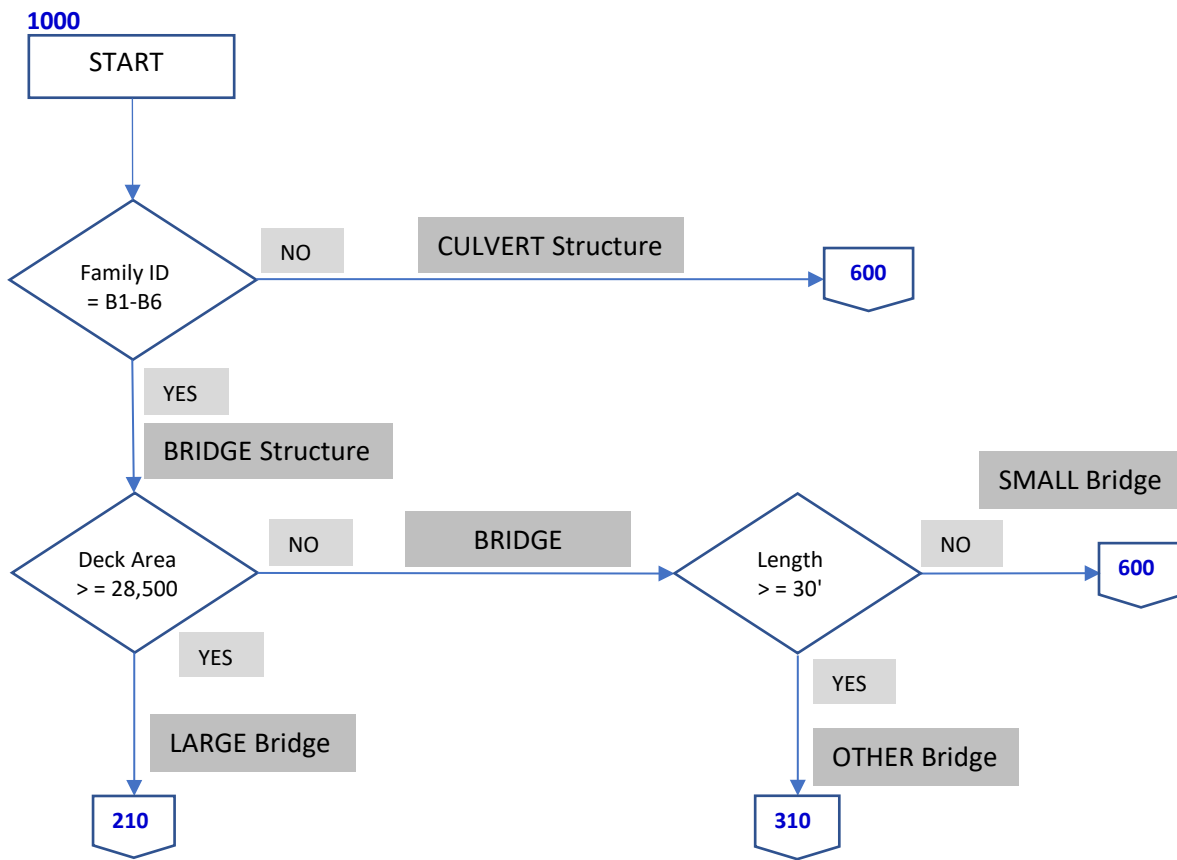 1000
START
NO
CULVERT Structure
600
Family ID
= B1-B6
YES
BRIDGE Structure
SMALL Bridge
NO
BRIDGE
NO
Deck Area
> = 28,500
Length
> = 30'
600
YES
YES
LARGE Bridge
OTHER Bridge
210
310